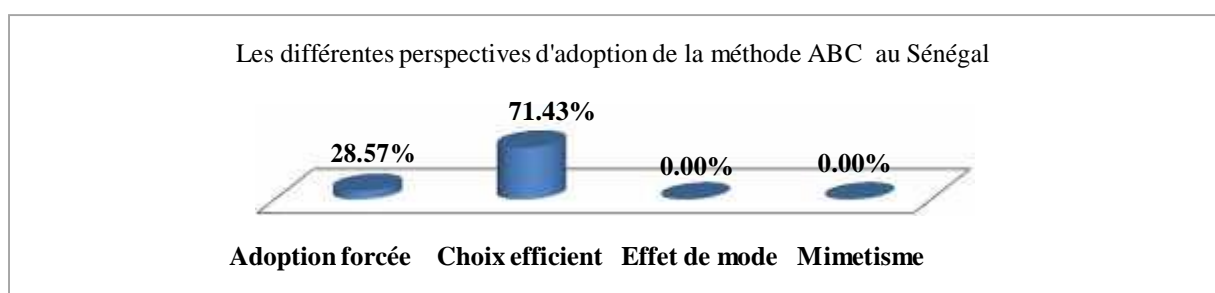 Les différentes perspectives d'adoption de la méthode ABC au Sénégal
71.43%
28.57%
0.00%
0.00%
Adoption forcée
Choix efficient
Effet de mode
Mimetisme